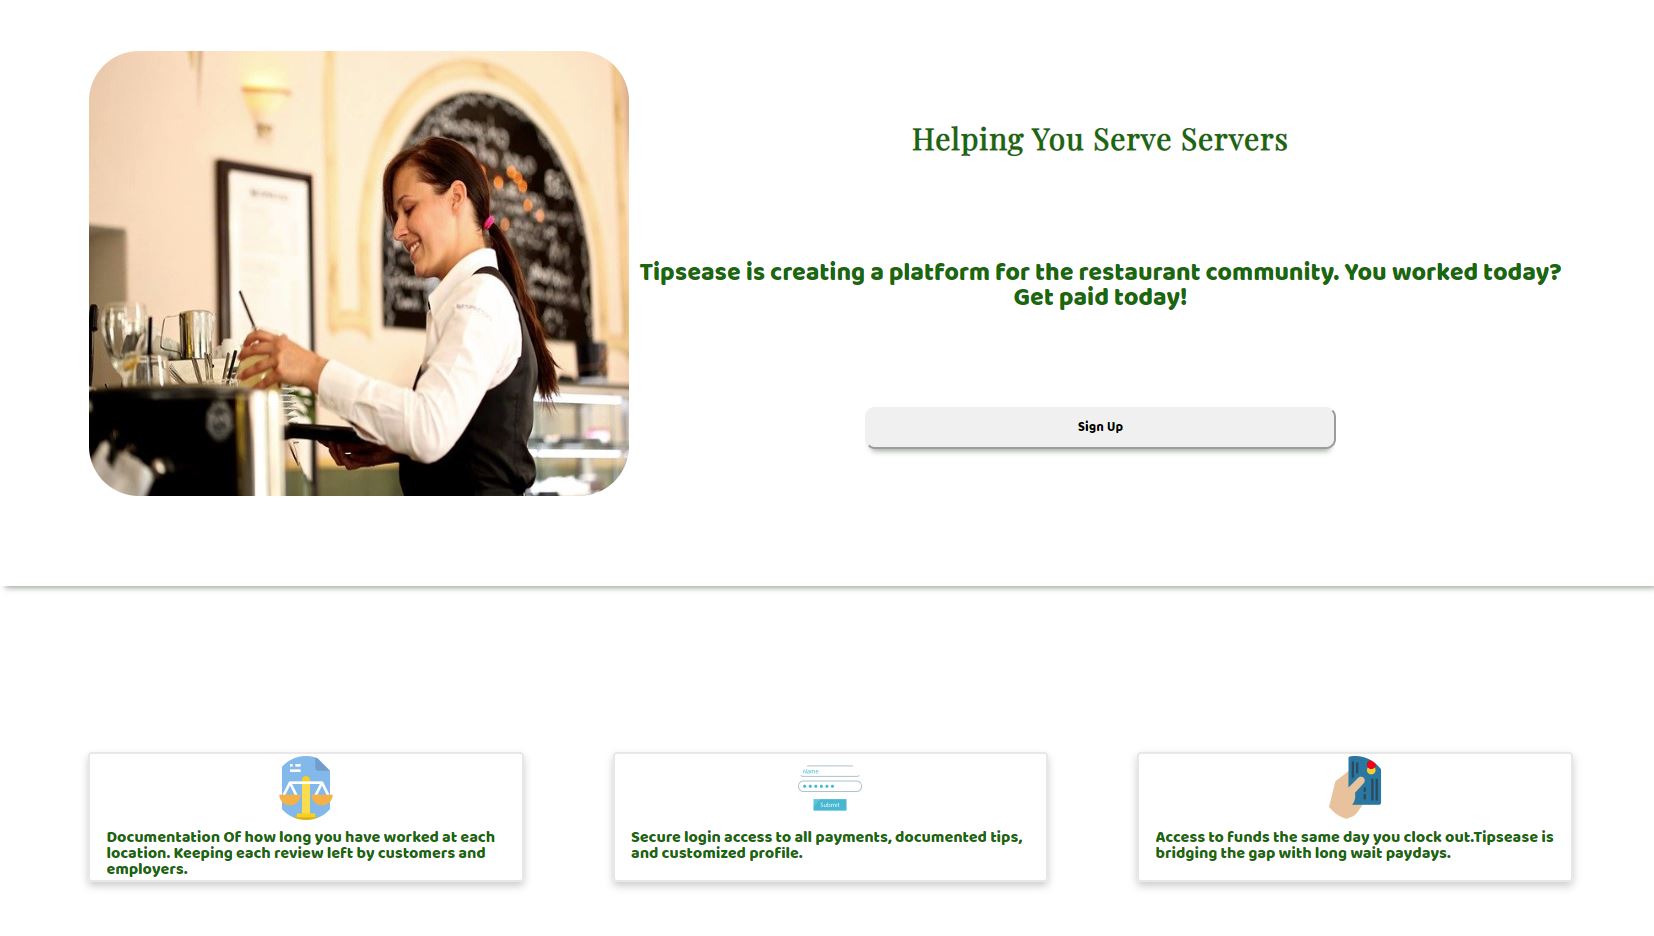 Helping You Serve Servers
Tipsease is creating a platform for the restaurant community. You worked today?
Get paid today!
Sign Up
Documentation Of how long you have worked at each
location. Keeping each review left by customers and
employers.
Name
Submit
Secure login access to all payments, documented tips,
and customized profile.
Access to funds the same day you clock out.Tipsease is
bridging the gap with long wait paydays.